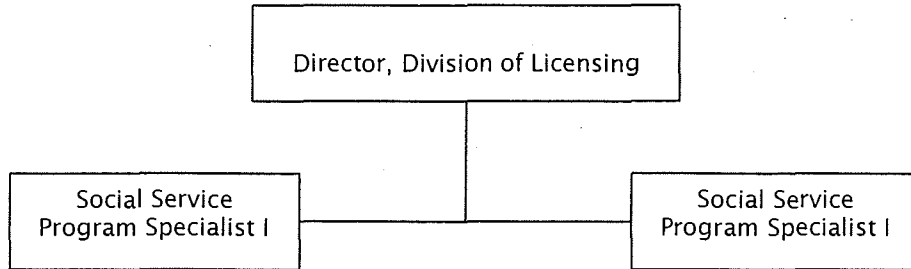 Director, Division of Licensing
Social Service
Program Specialist I
Social Service
Program Specialist I